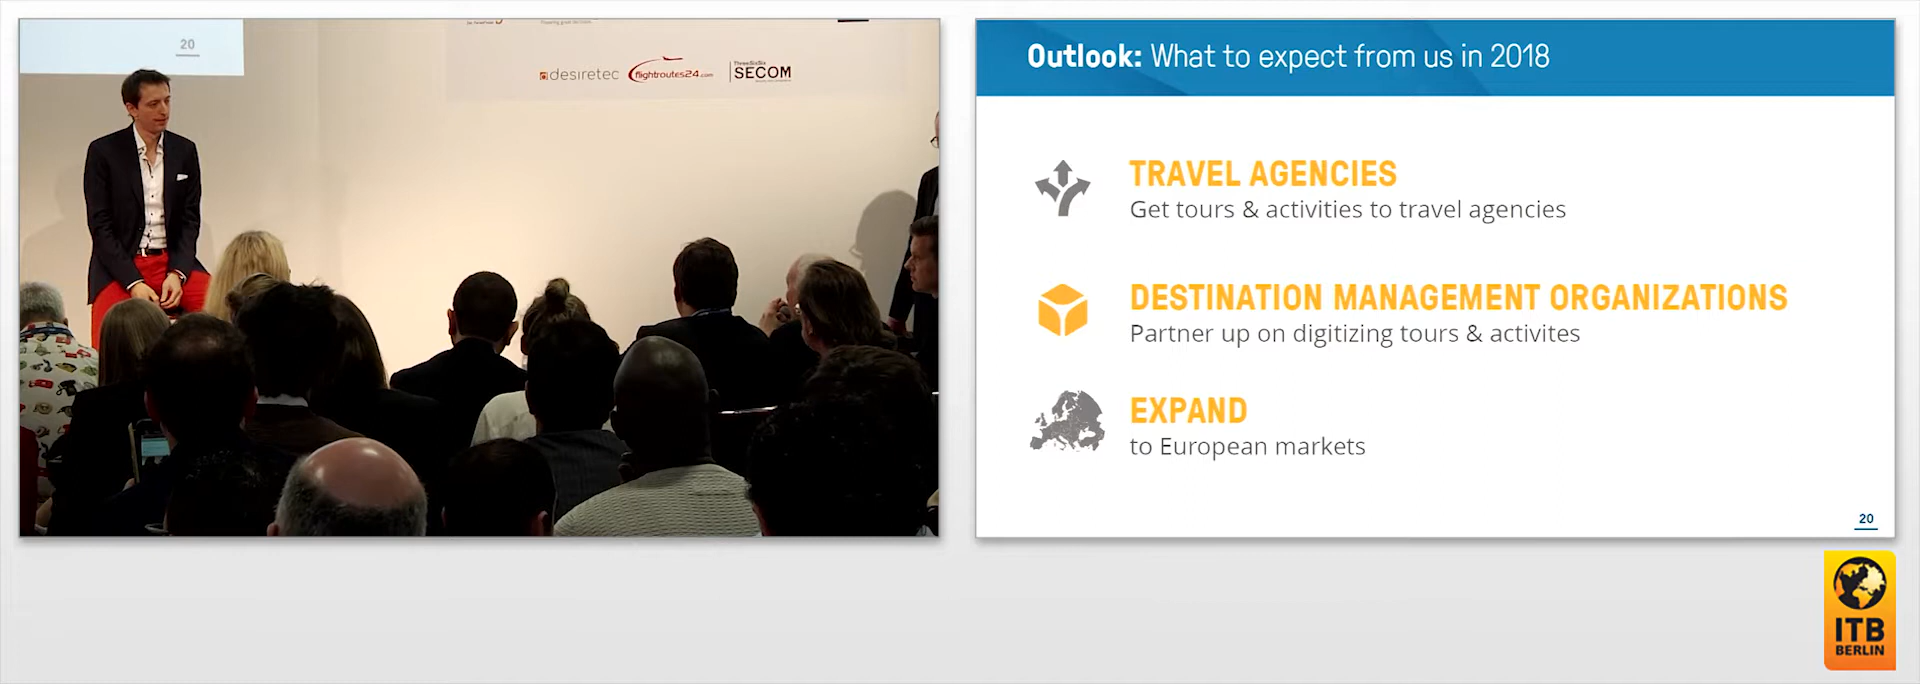 20
desiretec
flightroutes24.com
ThreeSixSix
SECOM
Outlook: What to expect from us in 2018
TRAVEL AGENCIES
Get tours & activities to travel agencies
DESTINATION MANAGEMENT ORGANIZATIONS
Partner up on digitizing tours & activites
EXPAND
to European markets
20
ITB
BERLIN